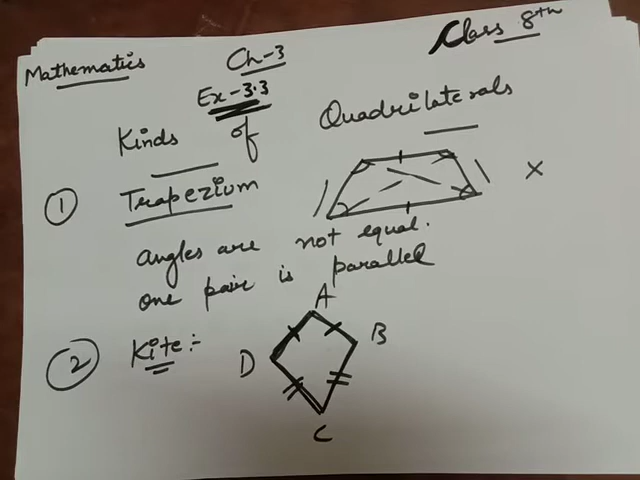 Mathematics Ch-3 Class 8th
Ex-3.3
Kinds of Quadrilaterals
1 Trapezium
X
angles are not equal.
one pair is parallel
A
2 Kite:-
B
D
C